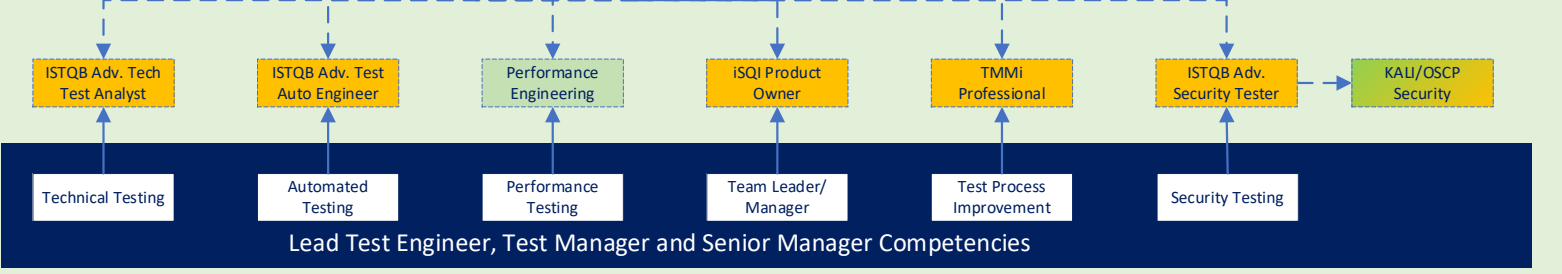 ISTQB Adv. Tech
Test Analyst
ISTQB Adv. Test
Auto Engineer
Performance
Engineering
iSQI Product
Owner
TMMi
Professional
ISTQB Adv.
Security Tester
KALI/OSCP
Security
Technical Testing
Automated
Testing
Performance
Testing
Team Leader/
Manager
Test Process
Improvement
Security Testing
Lead Test Engineer, Test Manager and Senior Manager Competencies